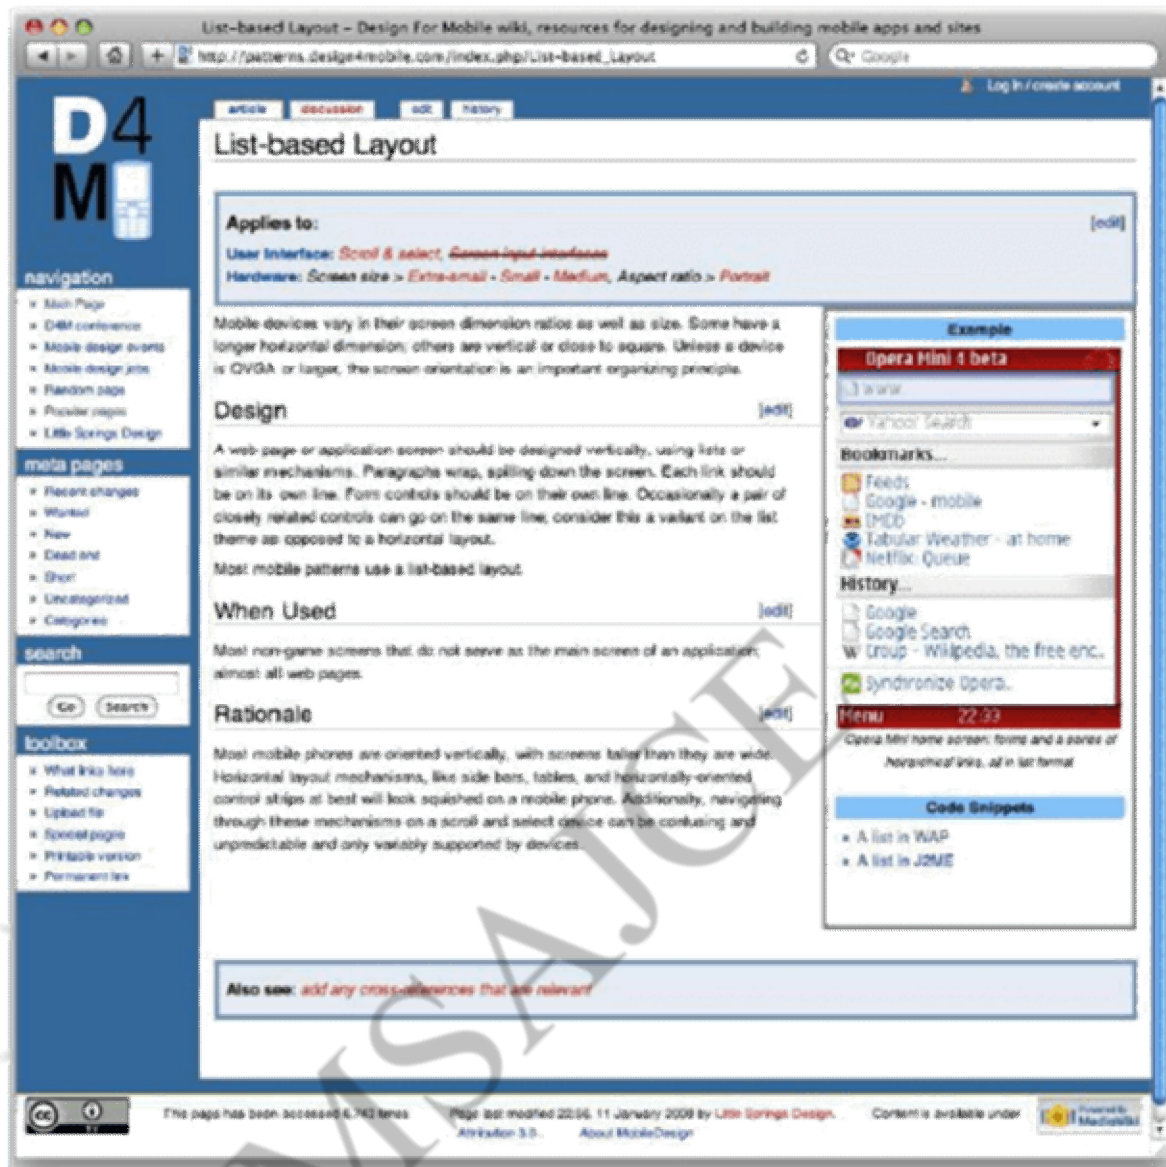 List-based Layout – Design For Mobile wiki, resources for designing and building mobile apps and sites
http://patterns.design4mobile.com/index.php/List-based_Layout
Google
Log in / create account
D4
M
article
discussion
edit
history
List-based Layout
Applies to:
[edit]
User Interface: Scroll & select, Screen input interfaces
Hardware: Screen size > Extra-small - Small - Medium, Aspect ratio > Portrait
navigation
Main Page
D4M conference
Mobile design events
Mobile design jobs
Random page
Popular pages
Little Springs Design
meta pages
Recent changes
Wanted
New
Dead end
Short
Uncategorized
Categories
search
Go
Search
toolbox
What links here
Related changes
Upload file
Special pages
Printable version
Permanent link
Mobile devices vary in their screen dimension ratios as well as size. Some have a
longer horizontal dimension; others are vertical or close to square. Unless a device
is QVGA or larger, the screen orientation is an important organizing principle.
Design
[edit]
A web page or application screen should be designed vertically, using lists or
similar mechanisms. Paragraphs wrap, spilling down the screen. Each link should
be on its own line. Form controls should be on their own line. Occasionally a pair of
closely related controls can go on the same line; consider this a variant on the list
theme as opposed to a horizontal layout.
Most mobile patterns use a list-based layout.
When Used
[edit]
Most non-game screens that do not serve as the main screen of an application;
almost all web pages.
Rationale
[edit]
Most mobile phones are oriented vertically, with screens taller than they are wide.
Horizontal layout mechanisms, like side bars, tables, and horizontally-oriented
control strips at best will look squished on a mobile phone. Additionally, navigating
through these mechanisms on a scroll and select device can be confusing and
unpredictable and only variably supported by devices.
Example
Opera Mini 4 beta
www.
Yahoo! Search
Bookmarks...
Feeds
Google - mobile
IMDB
Tabular Weather - at home
Netflix: Queue
History...
Google
Google Search
Croup - Wikipedia, the free enc..
Synchronize Opera..
Menu
22:33
Opera Mini home screen: forms and a series of
hierarchical links, all in list format
Code Snippets
A list in WAP
A list in J2ME
Also see: add any cross-references that are relevant
This page has been accessed 6,743 times.
Page last modified 20:56, 11 January 2008 by Little Springs Design.
Content is available under
Attribution 3.0 .
About MobileDesign
cc
BY
Powered By
MediaWiki
MSAJCE